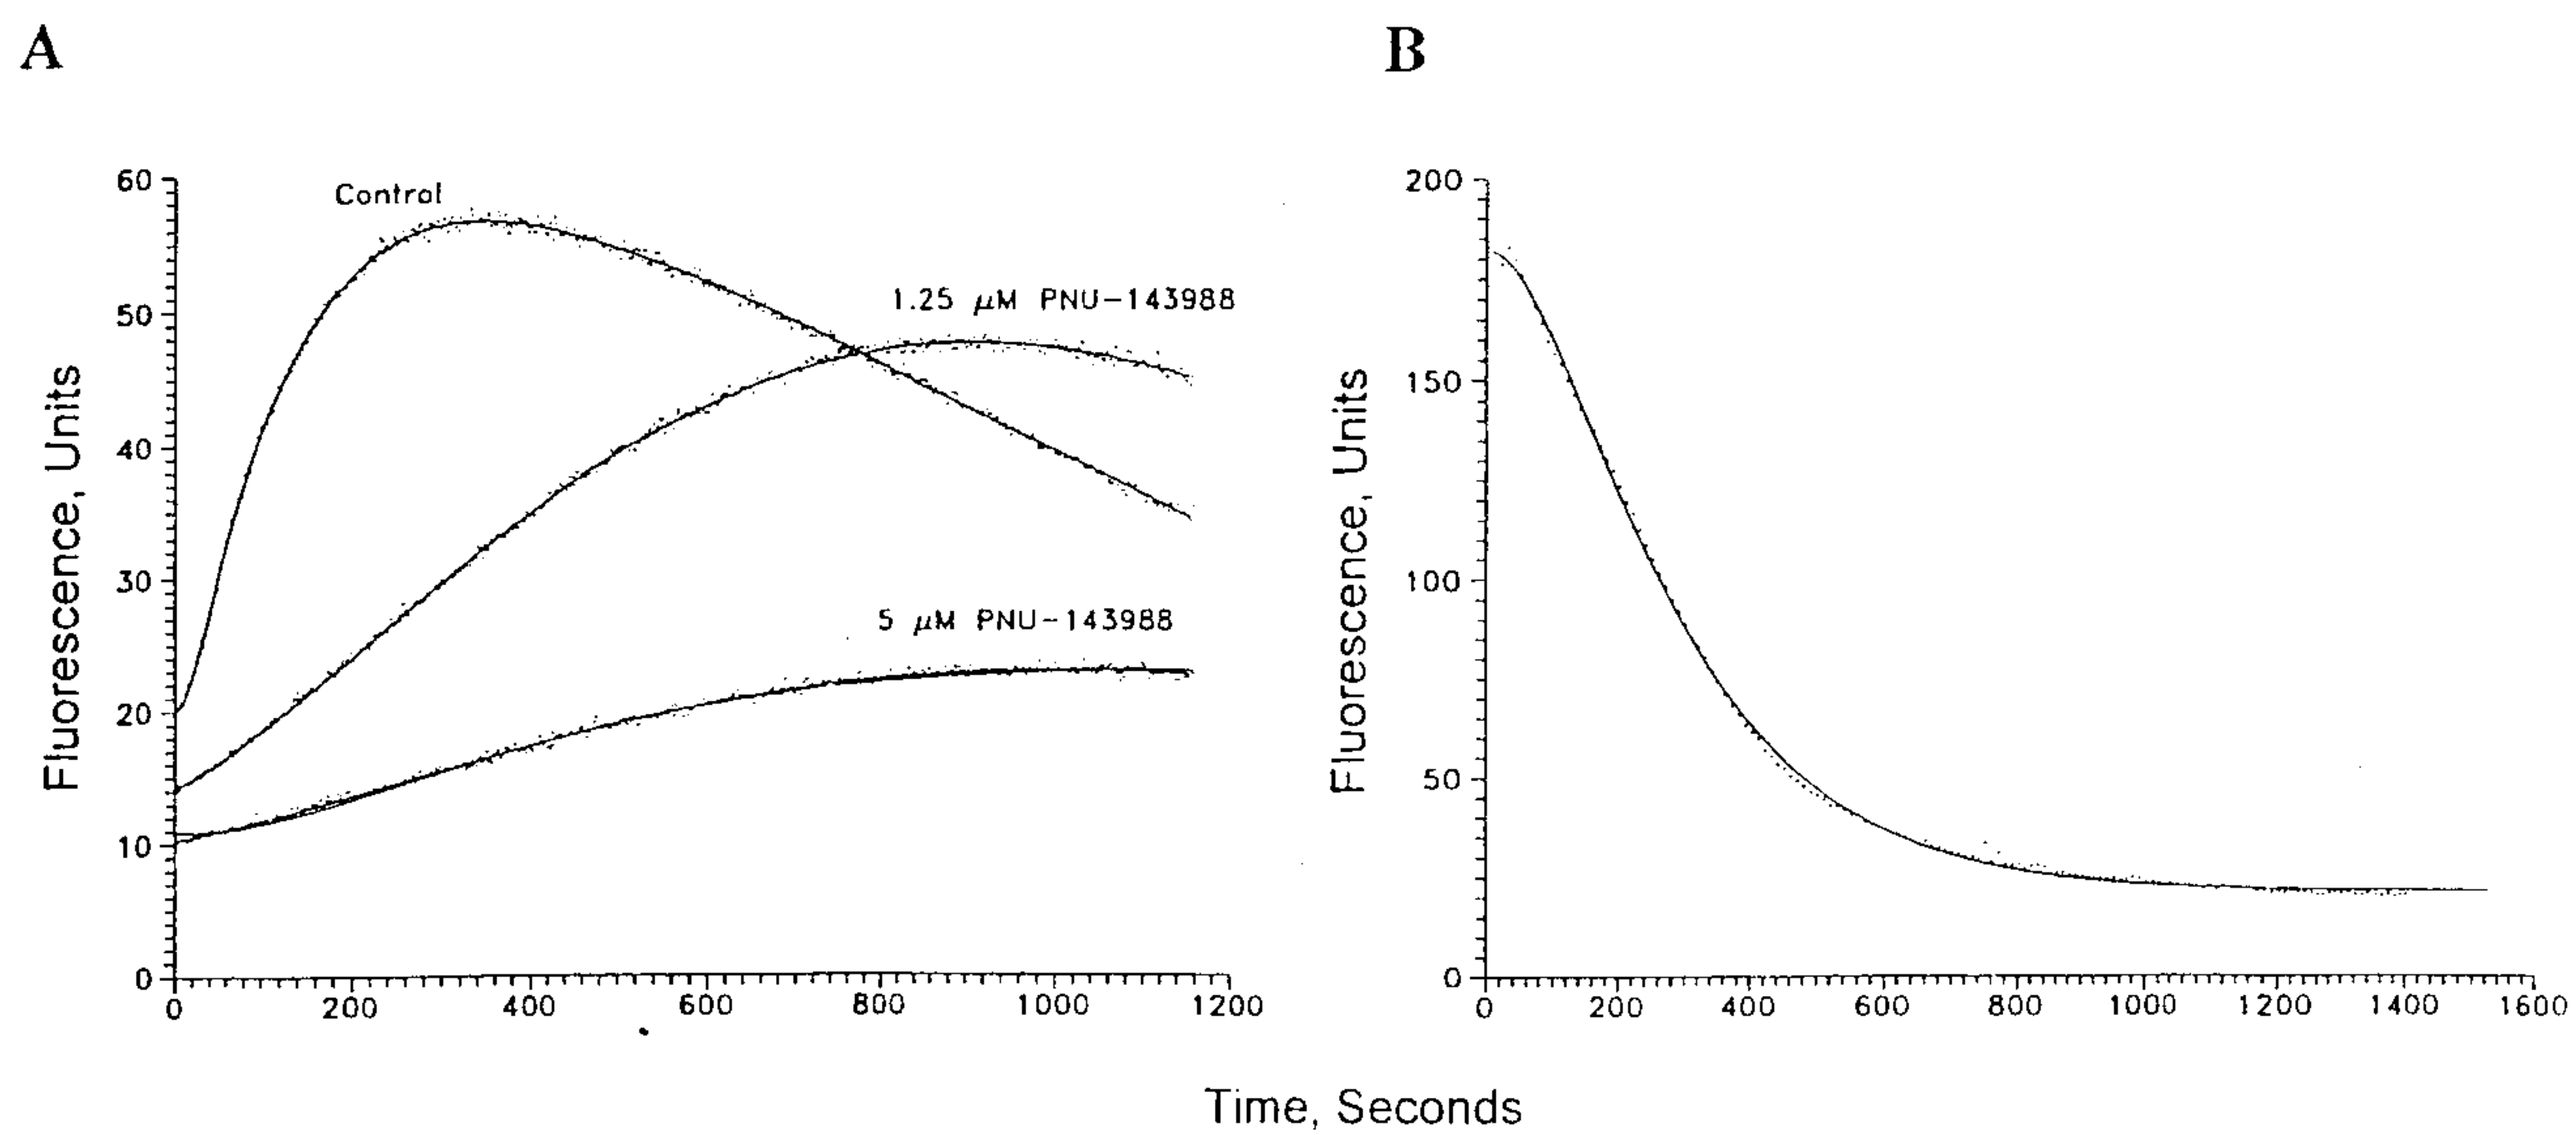 A
B
Fluorescence, Units
60
50
40
30
20
10
0
Control
1.25 μM PNU-143988
5 μM PNU-143988
0 200 400 600 800 1000 1200
Fluorescence, Units
200
150
100
50
0
0 200 400 600 800 1000 1200 1400 1600
Time, Seconds